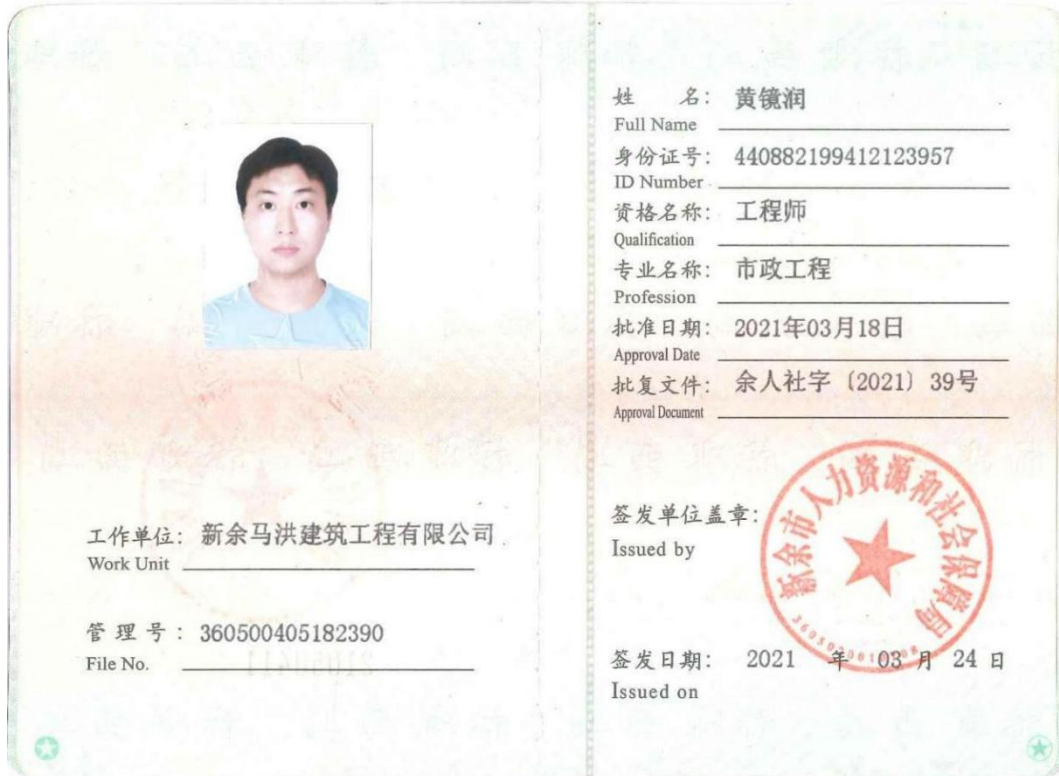 工作单位: 新余马洪建筑工程有限公司
Work Unit
管 理 号: 360500405182390
File No.
姓 名: 黄镜润
Full Name
身份证号: 440882199412123957
ID Number
资格名称: 工程师
Qualification
专业名称: 市政工程
Profession
批准日期: 2021年03月18日
Approval Date
批复文件: 余人社字〔2021〕39号
Approval Document
签发单位盖章:
Issued by
新余市人力资源和社会保障局
签发日期: 2021 年 03 月 24 日
Issued on